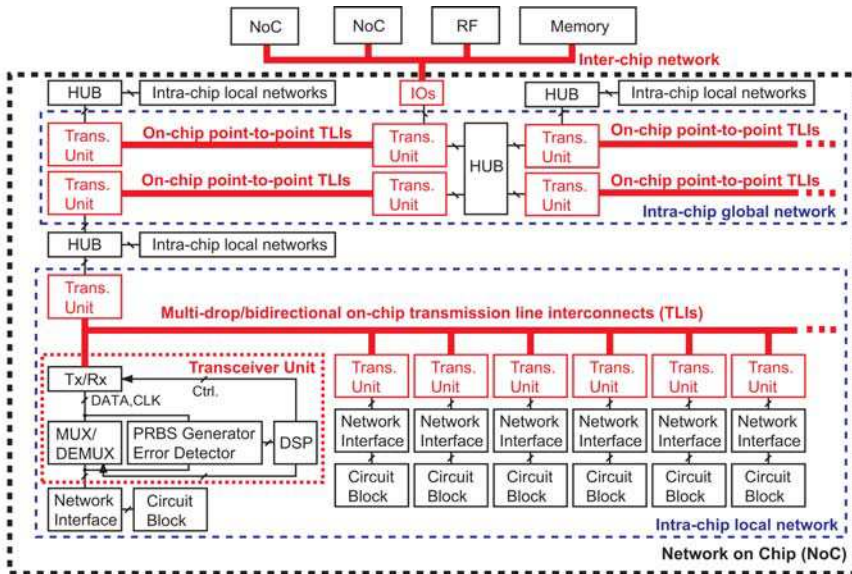 NoC
NoC
RF
Memory
Inter-chip network
HUB
Intra-chip local networks
IOs
HUB
Intra-chip local networks
Trans.
Unit
On-chip point-to-point TLIs
Trans.
Unit
HUB
Trans.
Unit
On-chip point-to-point TLIs
Trans.
Unit
On-chip point-to-point TLIs
Trans.
Unit
Trans.
Unit
On-chip point-to-point TLIs
Intra-chip global network
HUB
Intra-chip local networks
Trans.
Unit
Multi-drop/bidirectional on-chip transmission line interconnects (TLIs)
Transceiver Unit
Tx/Rx
Ctrl.
DATA,CLK
MUX/
DEMUX
PRBS Generator
Error Detector
DSP
Network
Interface
Circuit
Block
Trans.
Unit
Trans.
Unit
Trans.
Unit
Trans.
Unit
Trans.
Unit
Trans.
Unit
Network
Interface
Network
Interface
Network
Interface
Network
Interface
Network
Interface
Network
Interface
Circuit
Block
Circuit
Block
Circuit
Block
Circuit
Block
Circuit
Block
Circuit
Block
Intra-chip local network
Network on Chip (NoC)